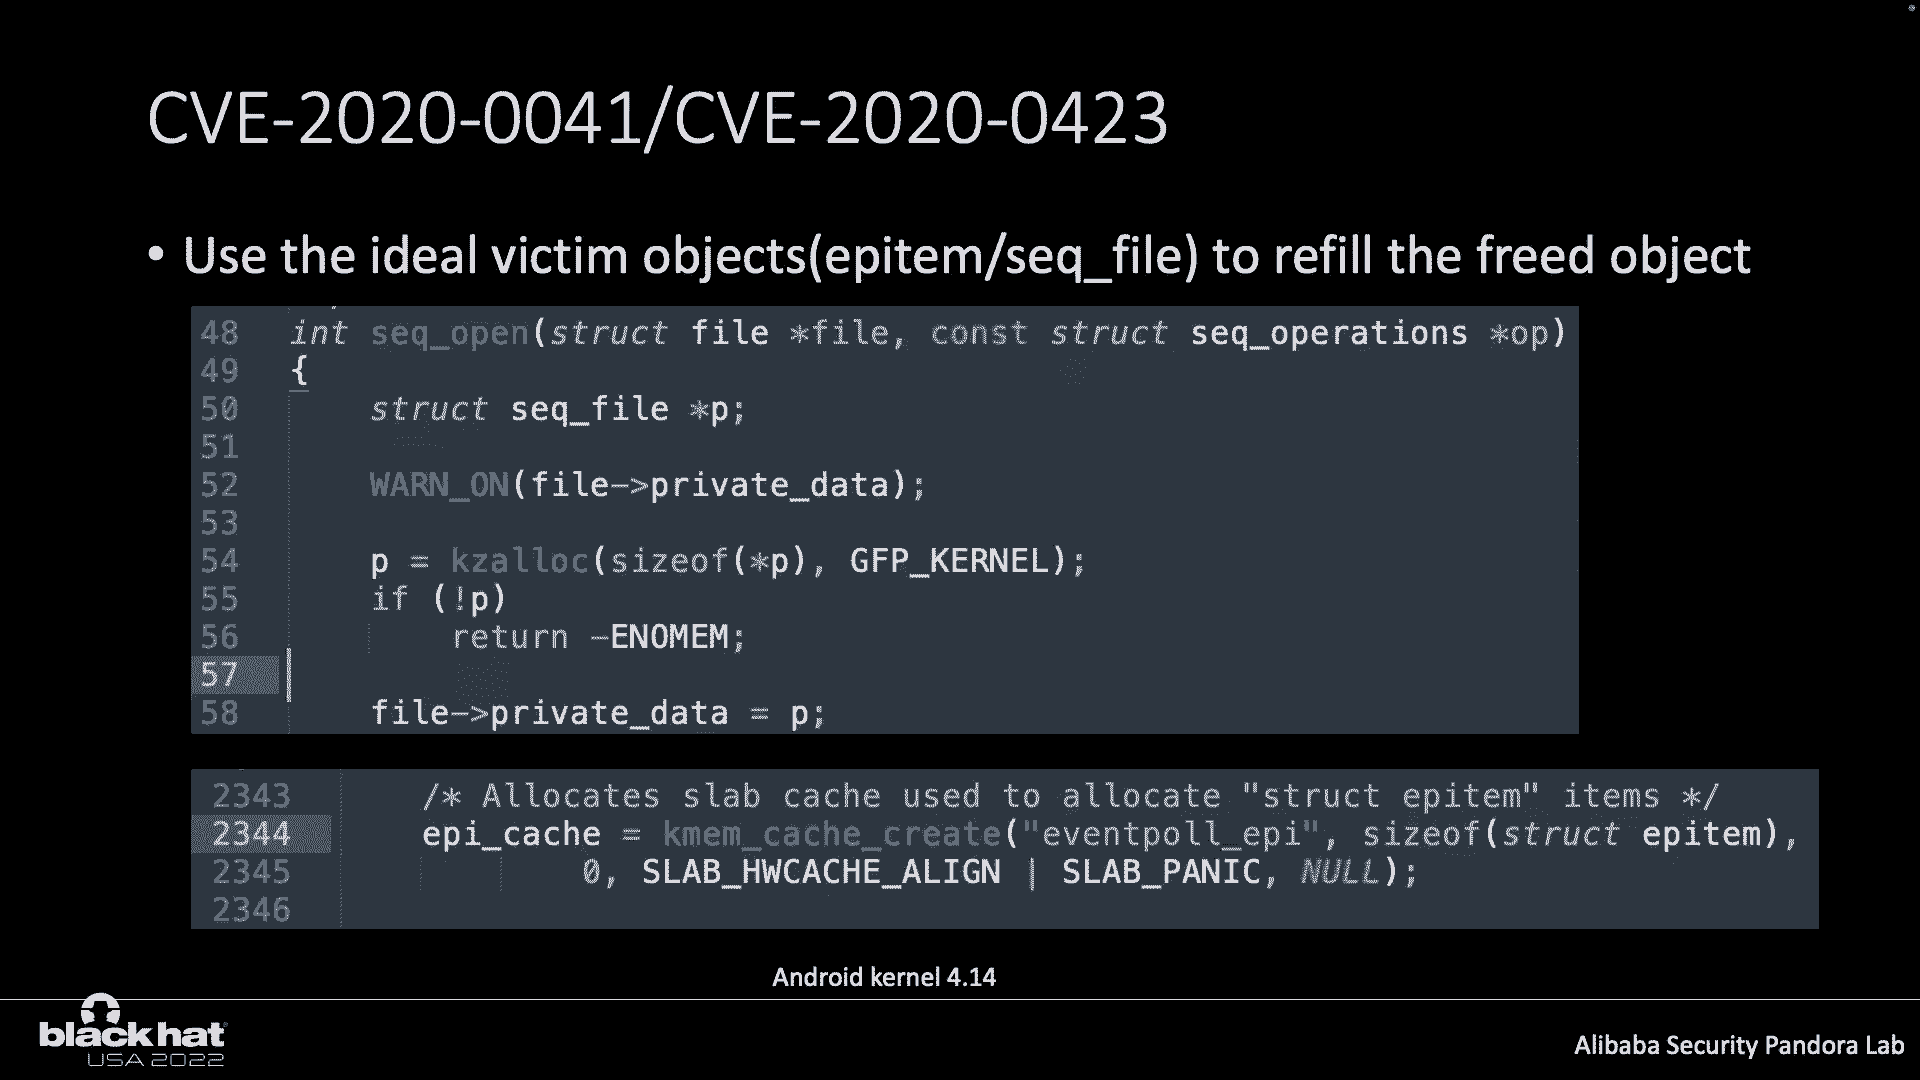 CVE-2020-0041/CVE-2020-0423
• Use the ideal victim objects(epitem/seq_file) to refill the freed object
48 int seq_open(struct file *file, const struct seq_operations *op)
49 {
50 struct seq_file *p;
51
52 WARN_ON(file->private_data);
53
54 p = kzalloc(sizeof(*p), GFP_KERNEL);
55 if (!p)
56 return -ENOMEM;
57
58 file->private_data = p;
2343 /* Allocates slab cache used to allocate "struct epitem" items */
2344 epi_cache = kmem_cache_create("eventpoll_epi", sizeof(struct epitem),
2345 0, SLAB_HWCACHE_ALIGN | SLAB_PANIC, NULL);
2346
Android kernel 4.14
black hat
USA 2022
Alibaba Security Pandora Lab